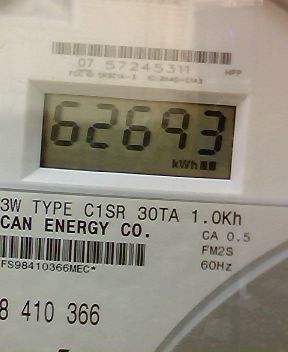 07 57245311
HPP
62693
kWh
3W TYPE C1SR 30TA 1.0Kh
CAN ENERGY CO.
CA 0.5
FM2S
60Hz
FS98410366MEC*
8 410 366